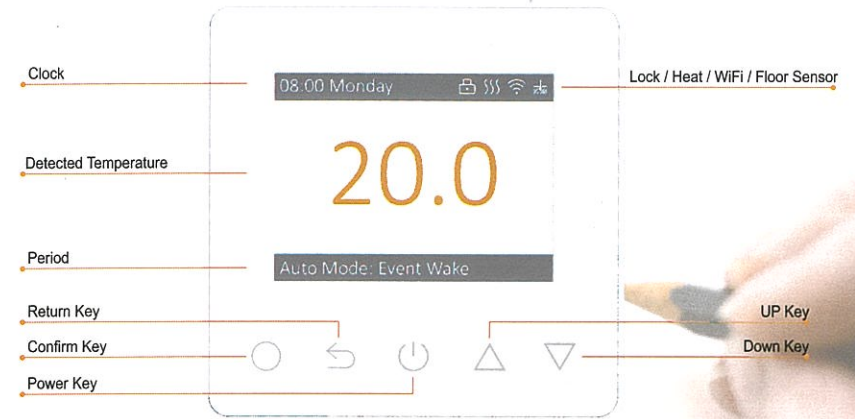 Clock
08:00 Monday
Lock / Heat / WiFi / Floor Sensor
Detected Temperature
20.0
Period
Auto Mode: Event Wake
Return Key
UP Key
Confirm Key
Down Key
Power Key